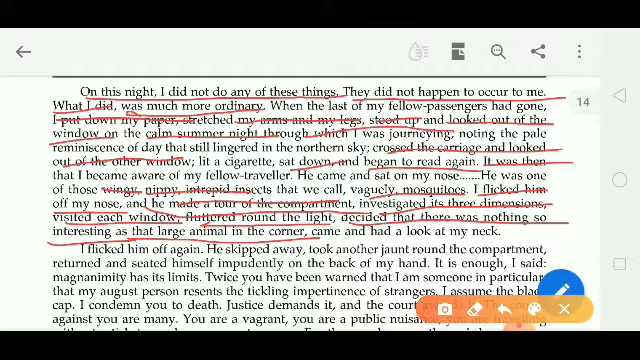 On this night, I did not do any of these things. They did not happen to occur to me.
What I did, was much more ordinary. When the last of my fellow-passengers had gone,
I put down my paper, stretched my arms and my legs, stood up and looked out of the
window on the calm summer night through which I was journeying, noting the pale
reminiscence of day that still lingered in the northern sky; crossed the carriage and looked
out of the other window; lit a cigarette, sat down, and began to read again. It was then
that I became aware of my fellow-traveller. He came and sat on my nose......He was one
of those wingy, nippy, intrepid insects that we call, vaguely, mosquitoes. I flicked him
off my nose, and he made a tour of the compartment, investigated its three dimensions,
visited each window, fluttered round the light, decided that there was nothing so
interesting as that large animal in the corner, came and had a look at my neck.
I flicked him off again. He skipped away, took another jaunt round the compartment,
returned and seated himself impudently on the back of my hand. It is enough, I said:
magnanimity has its limits. Twice you have been warned that I am someone in particular
that my august person resents the tickling impertinence of strangers. I assume the black
cap. I condemn you to death. Justice demands it, and the court
against you are many. You are a vagrant, you are a public nuisance, you are travelling
14